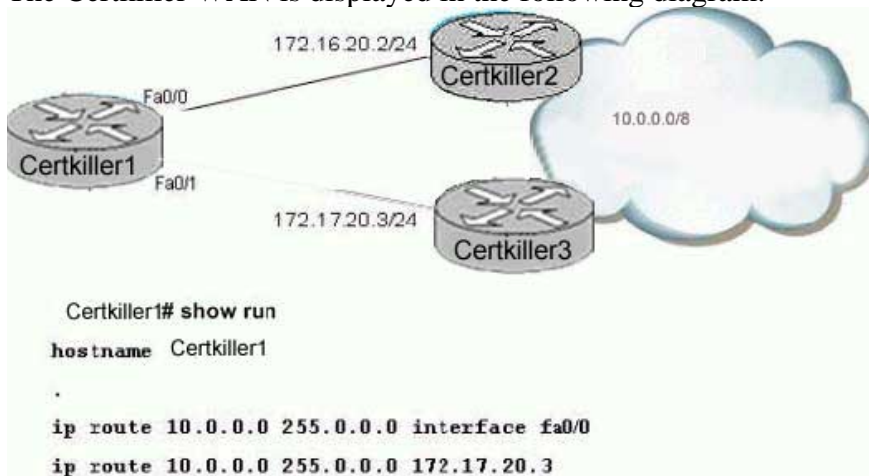 The Certkiller WAN is displayed in the following diagram:
172.16.20.2/24
Certkiller2
Fa0/0
10.0.0.0/8
Certkiller1
Fa0/1
172.17.20.3/24
Certkiller3
Certkiller1# show run
hostname Certkiller1
.
ip route 10.0.0.0 255.0.0.0 interface fa0/0
ip route 10.0.0.0 255.0.0.0 172.17.20.3